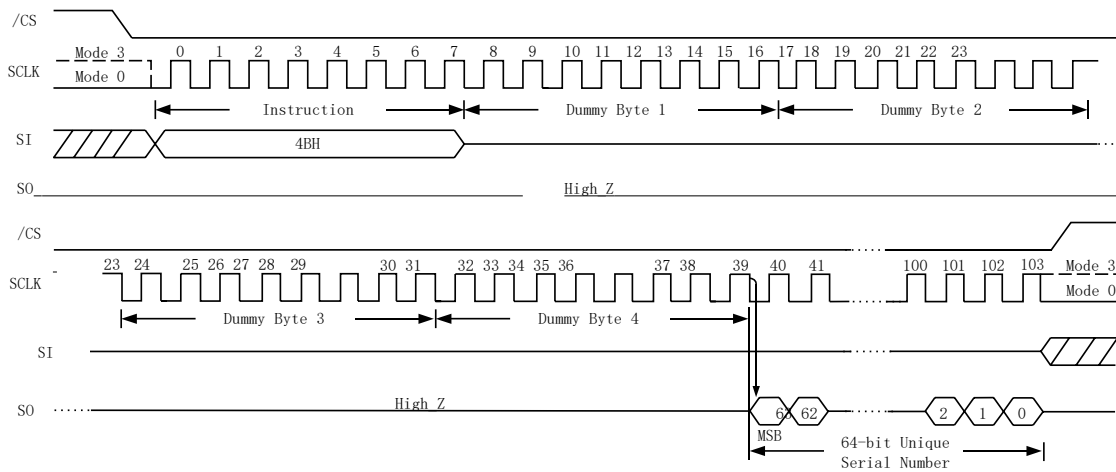 /CS
Mode 3 0 1 2 3 4 5 6 7 8 9 10 11 12 13 14 15 16 17 18 19 20 21 22 23
SCLK Mode 0
Instruction Dummy Byte 1 Dummy Byte 2
SI 4BH
SO High_Z
/CS
23 24 25 26 27 28 29 30 31 32 33 34 35 36 37 38 39 40 41 100 101 102 103 Mode 3
SCLK Mode 0
Dummy Byte 3 Dummy Byte 4
SI
SO High_Z 63 62 2 1 0
MSB 64-bit Unique
Serial Number